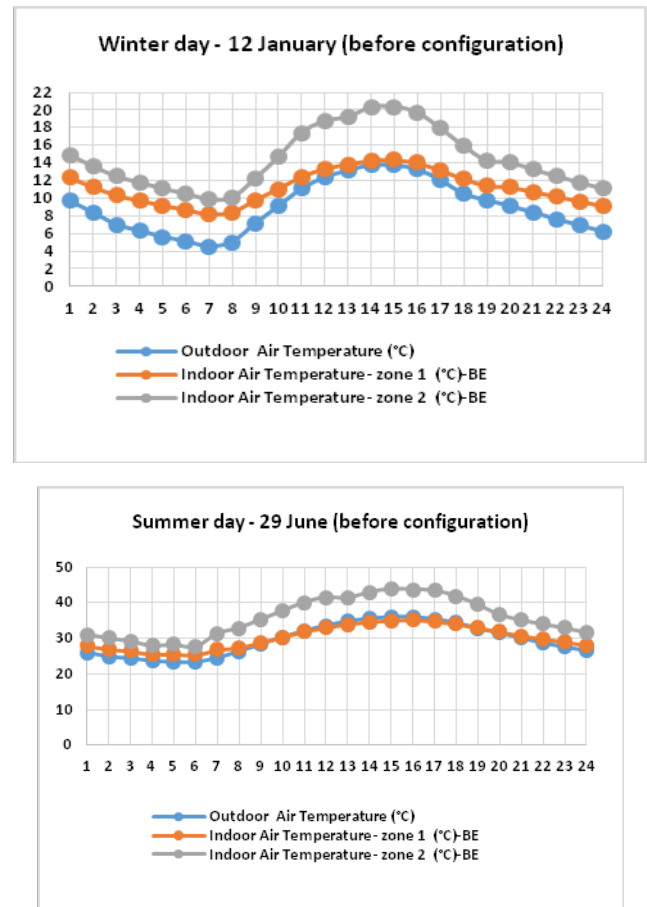 Winter day - 12 January (before configuration)
22
20
18
16
14
12
10
8
6
4
2
0
1 2 3 4 5 6 7 8 9 10 11 12 13 14 15 16 17 18 19 20 21 22 23 24
Outdoor Air Temperature (°C)
Indoor Air Temperature- zone 1 (°C)-BE
Indoor Air Temperature- zone 2 (°C)-BE
Summer day - 29 June (before configuration)
50
40
30
20
10
0
1 2 3 4 5 6 7 8 9 10 11 12 13 14 15 16 17 18 19 20 21 22 23 24
Outdoor Air Temperature (°C)
Indoor Air Temperature- zone 1 (°C)-BE
Indoor Air Temperature- zone 2 (°C)-BE